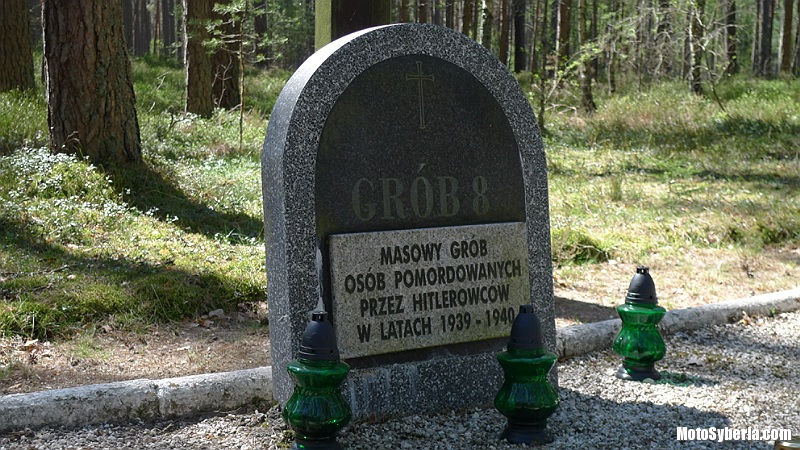 GRÓB 8
MASOWY GRÓB
OSÓB POMORDOWANYCH
PRZEZ HITLEROWCÓW
W LATACH 1939 - 1940
MotoSyberia.com